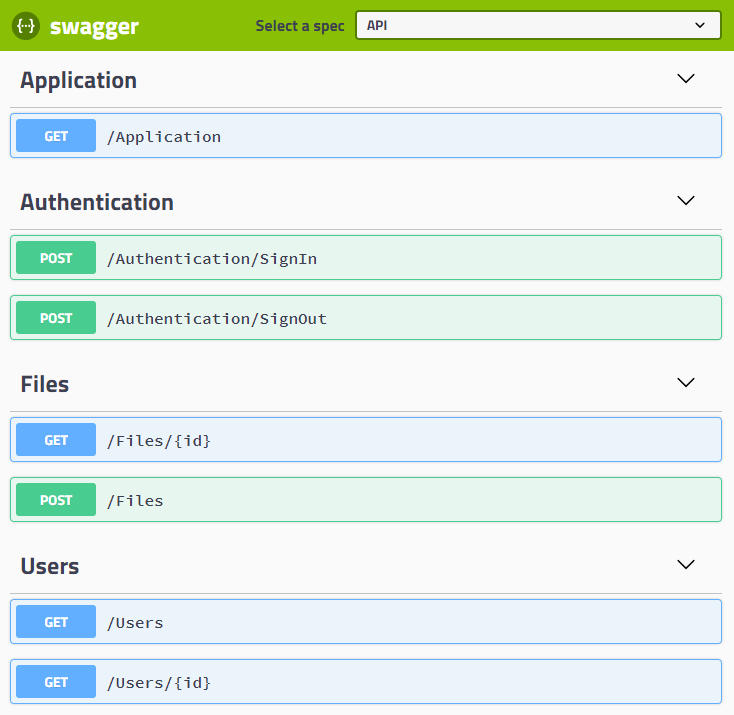 {···} swagger Select a spec API
Application
GET /Application
Authentication
POST /Authentication/SignIn
POST /Authentication/SignOut
Files
GET /Files/{id}
POST /Files
Users
GET /Users
GET /Users/{id}